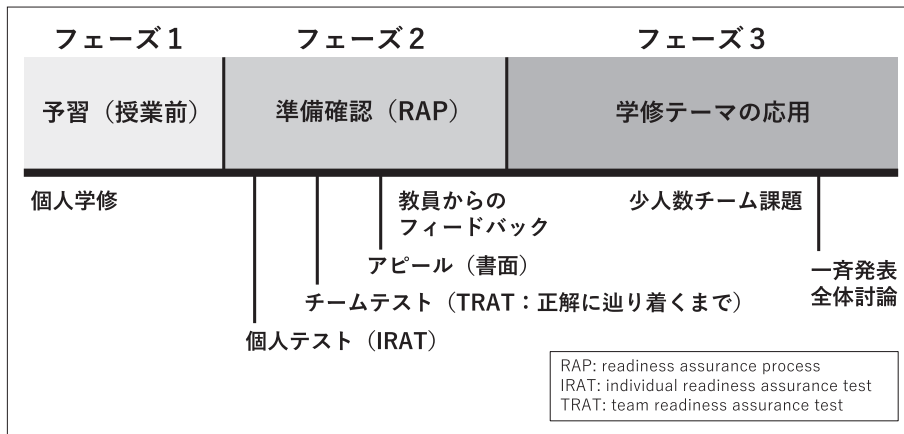 フェーズ1
フェーズ2
フェーズ3
予習（授業前）
準備確認（RAP）
学修テーマの応用
個人学修
教員からの
フィードバック
アピール（書面）
チームテスト（TRAT：正解に辿り着くまで）
個人テスト（IRAT）
少人数チーム課題
一斉発表
全体討論
RAP: readiness assurance process
IRAT: individual readiness assurance test
TRAT: team readiness assurance test